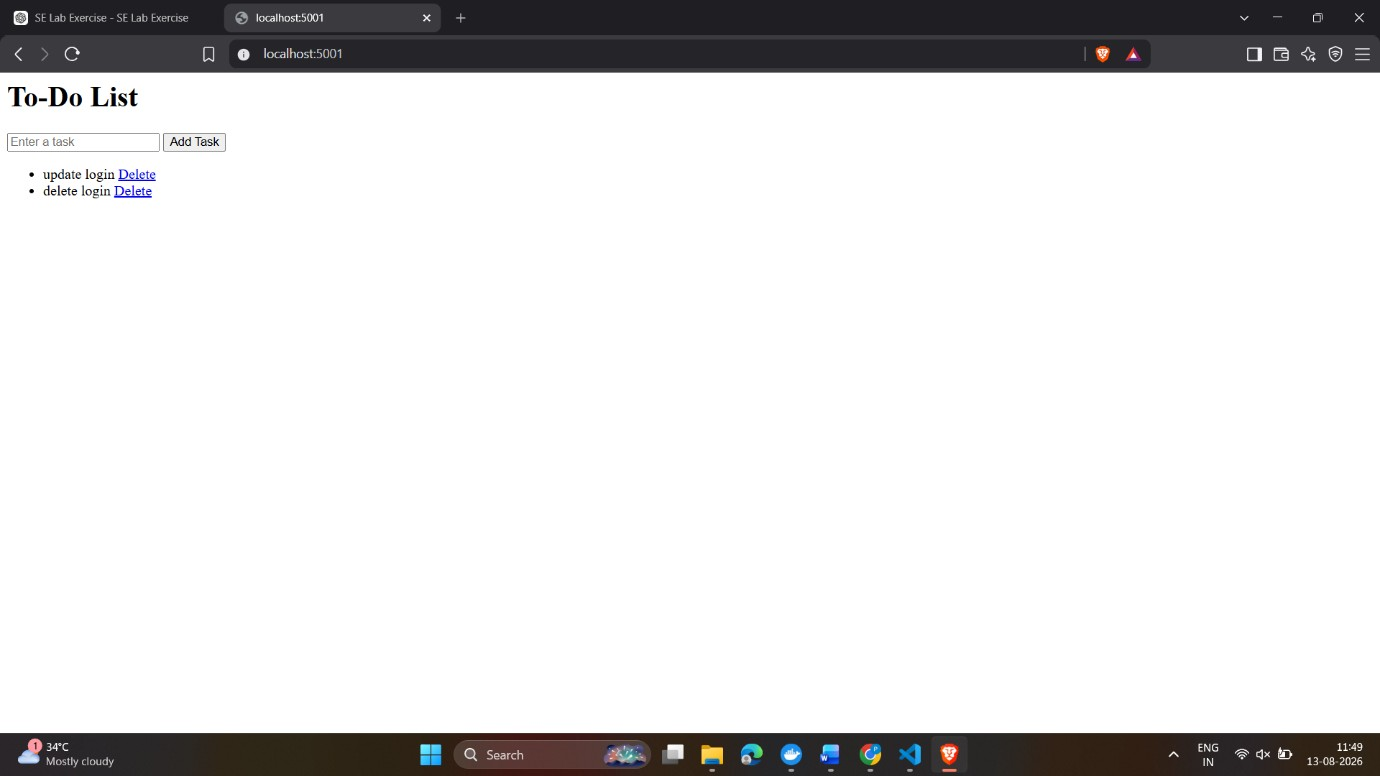 SE Lab Exercise - SE Lab Exercise
localhost:5001
localhost:5001
To-Do List
Enter a task
Add Task
update login Delete
delete login Delete
1
34°C
Mostly cloudy
Search
ENG
IN
11:49
13-08-2026